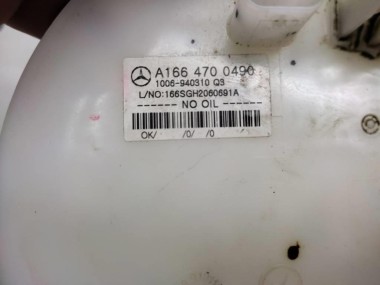 A166 470 0490
1006-940310 Q3
L/NO:166SGH2060691A
------ NO OIL ------
OK/ /0/ /0